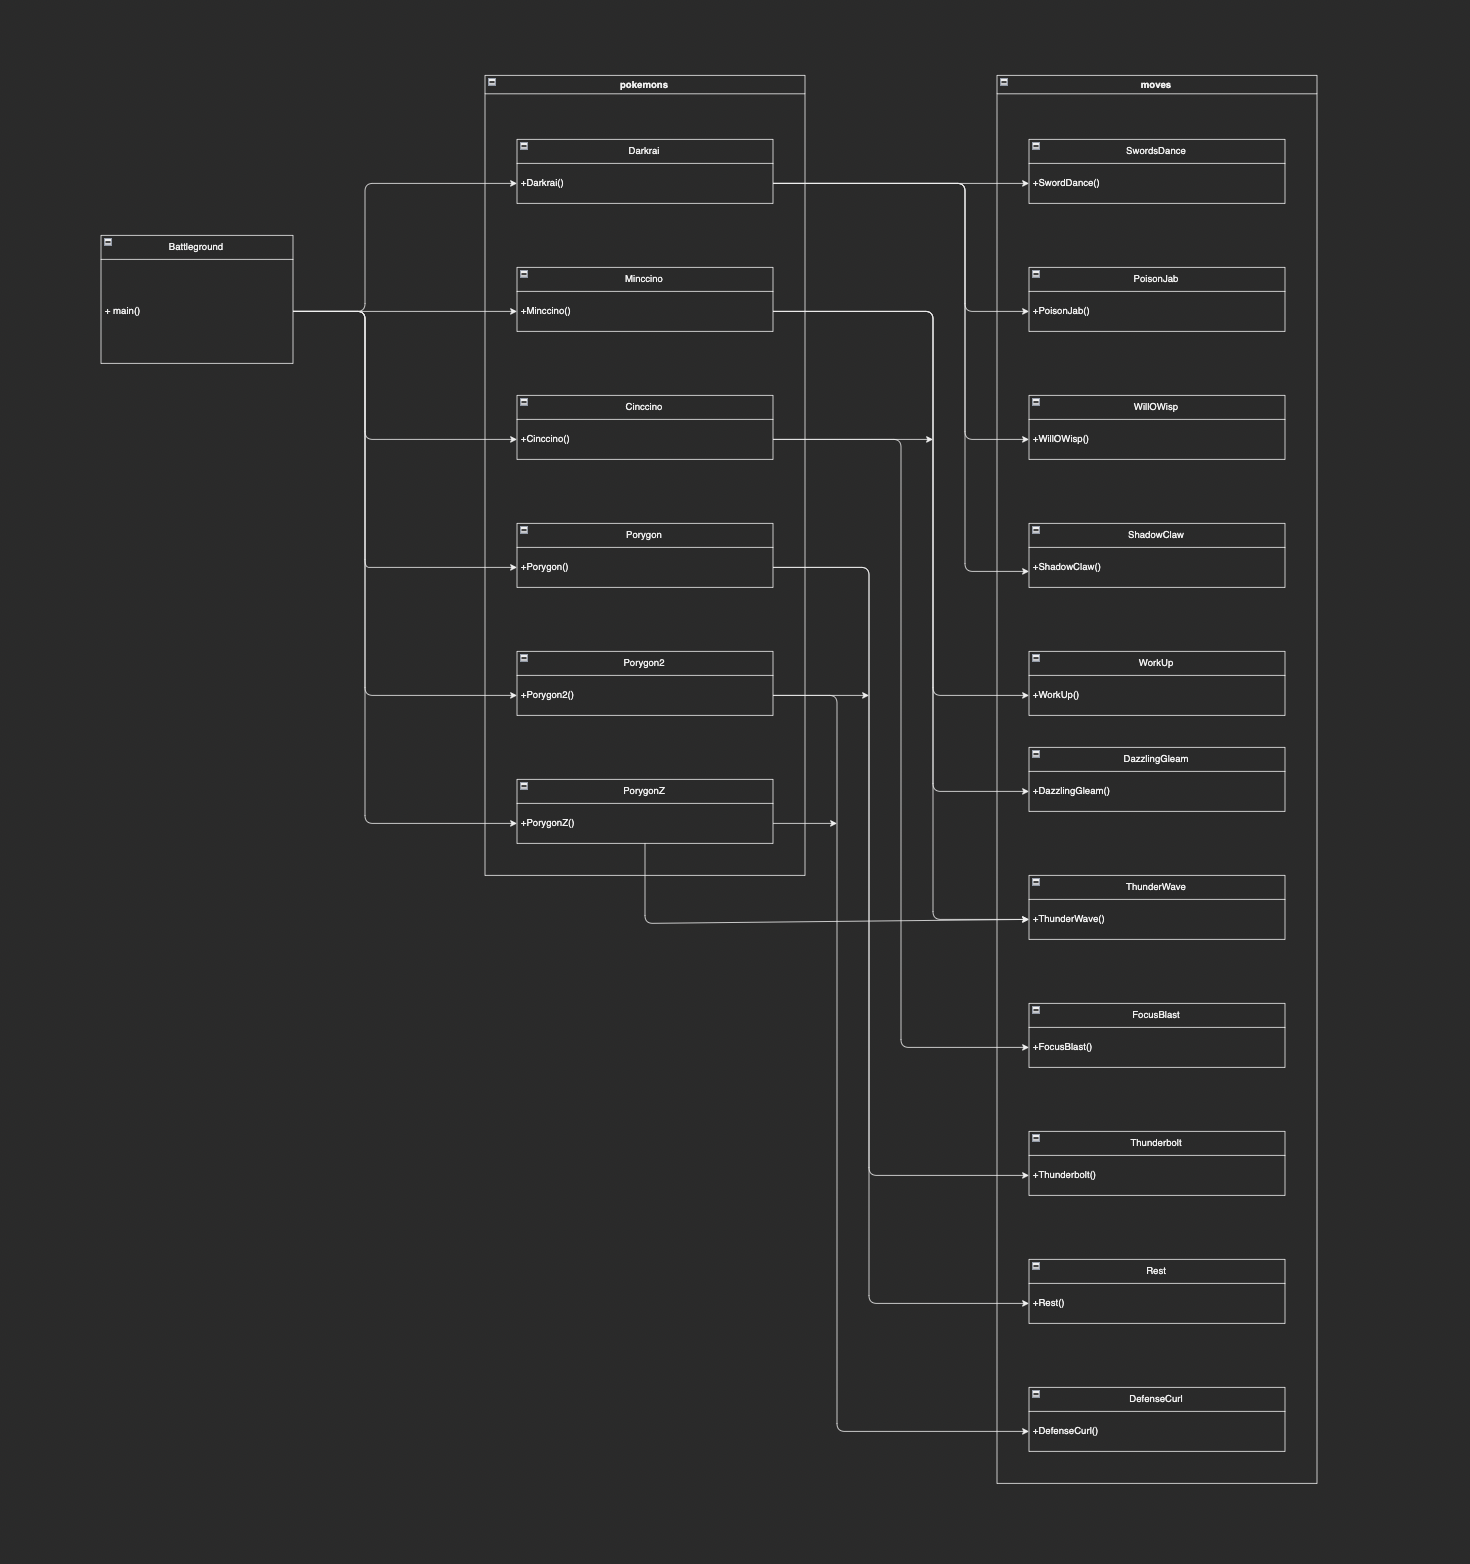 pokemons
moves
Darkrai
+Darkrai()
SwordsDance
+SwordDance()
Battleground
+ main()
Minccino
+Minccino()
PoisonJab
+PoisonJab()
Cinccino
+Cinccino()
WillOWisp
+WillOWisp()
Porygon
+Porygon()
ShadowClaw
+ShadowClaw()
Porygon2
+Porygon2()
WorkUp
+WorkUp()
DazzlingGleam
+DazzlingGleam()
PorygonZ
+PorygonZ()
ThunderWave
+ThunderWave()
FocusBlast
+FocusBlast()
Thunderbolt
+Thunderbolt()
Rest
+Rest()
DefenseCurl
+DefenseCurl()